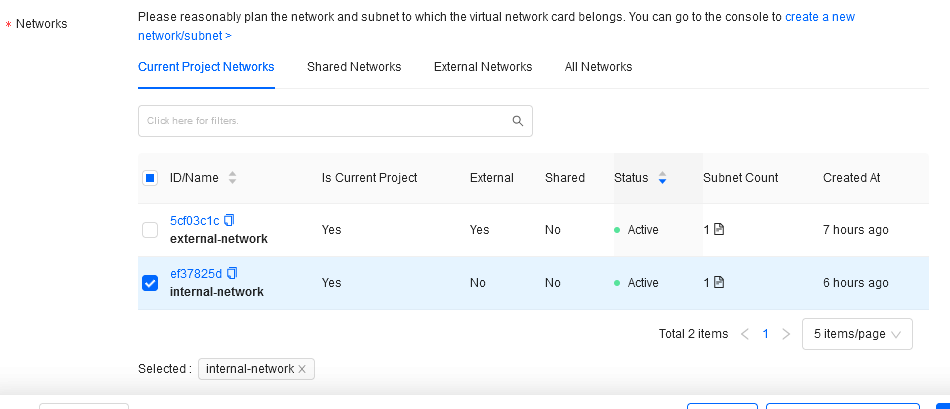 * Networks
Please reasonably plan the network and subnet to which the virtual network card belongs. You can go to the console to create a new
network/subnet >
Current Project Networks Shared Networks External Networks All Networks
Click here for filters.
ID/Name Is Current Project External Shared Status Subnet Count Created At
5cf03c1c
external-network Yes Yes No Active 1 7 hours ago
ef37825d
internal-network Yes No No Active 1 6 hours ago
Total 2 items < 1 > 5 items/page
Selected : internal-network ×